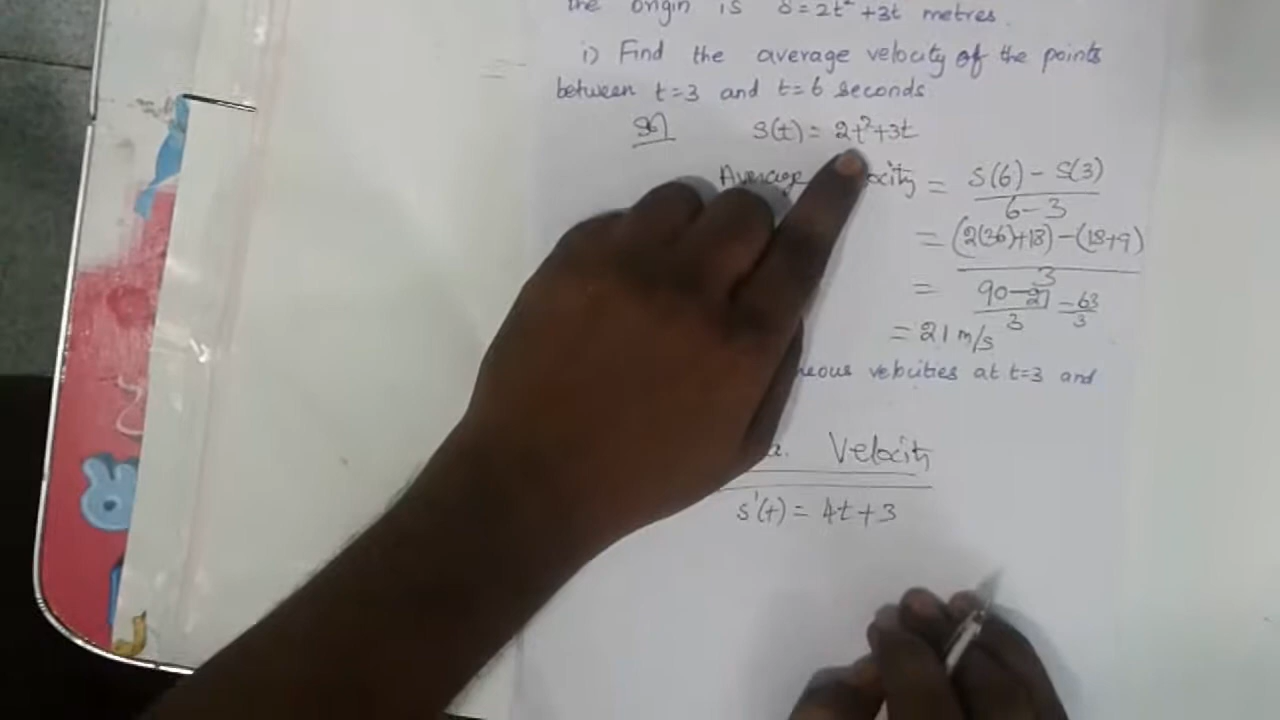 the origin is s = 2t² + 3t metres.
i) Find the average velocity of the points
between t=3 and t=6 seconds.
Sol s(t) = 2t²+3t
Average = s(6) - s(3) / 6-3
= (2(36)+18) - (18+9) / 3
= 90-27 / 3 = 63/3
= 21 m/s
velocities at t=3 and
Velocity
s'(t) = 4t+3